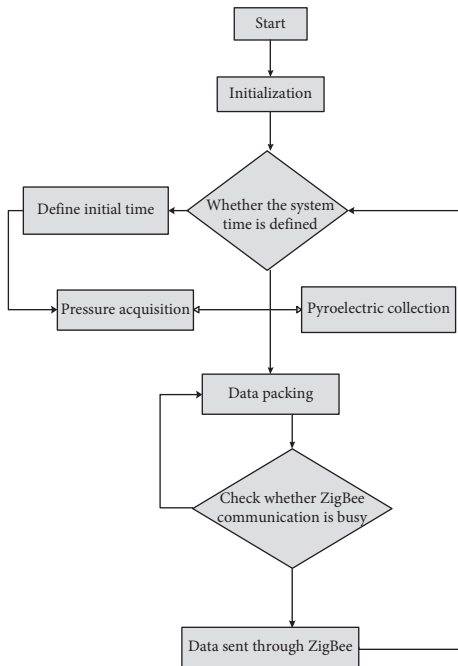 Start
Initialization
Whether the system
time is defined
Define initial time
Pressure acquisition
Pyroelectric collection
Data packing
Check whether ZigBee
communication is busy
Data sent through ZigBee